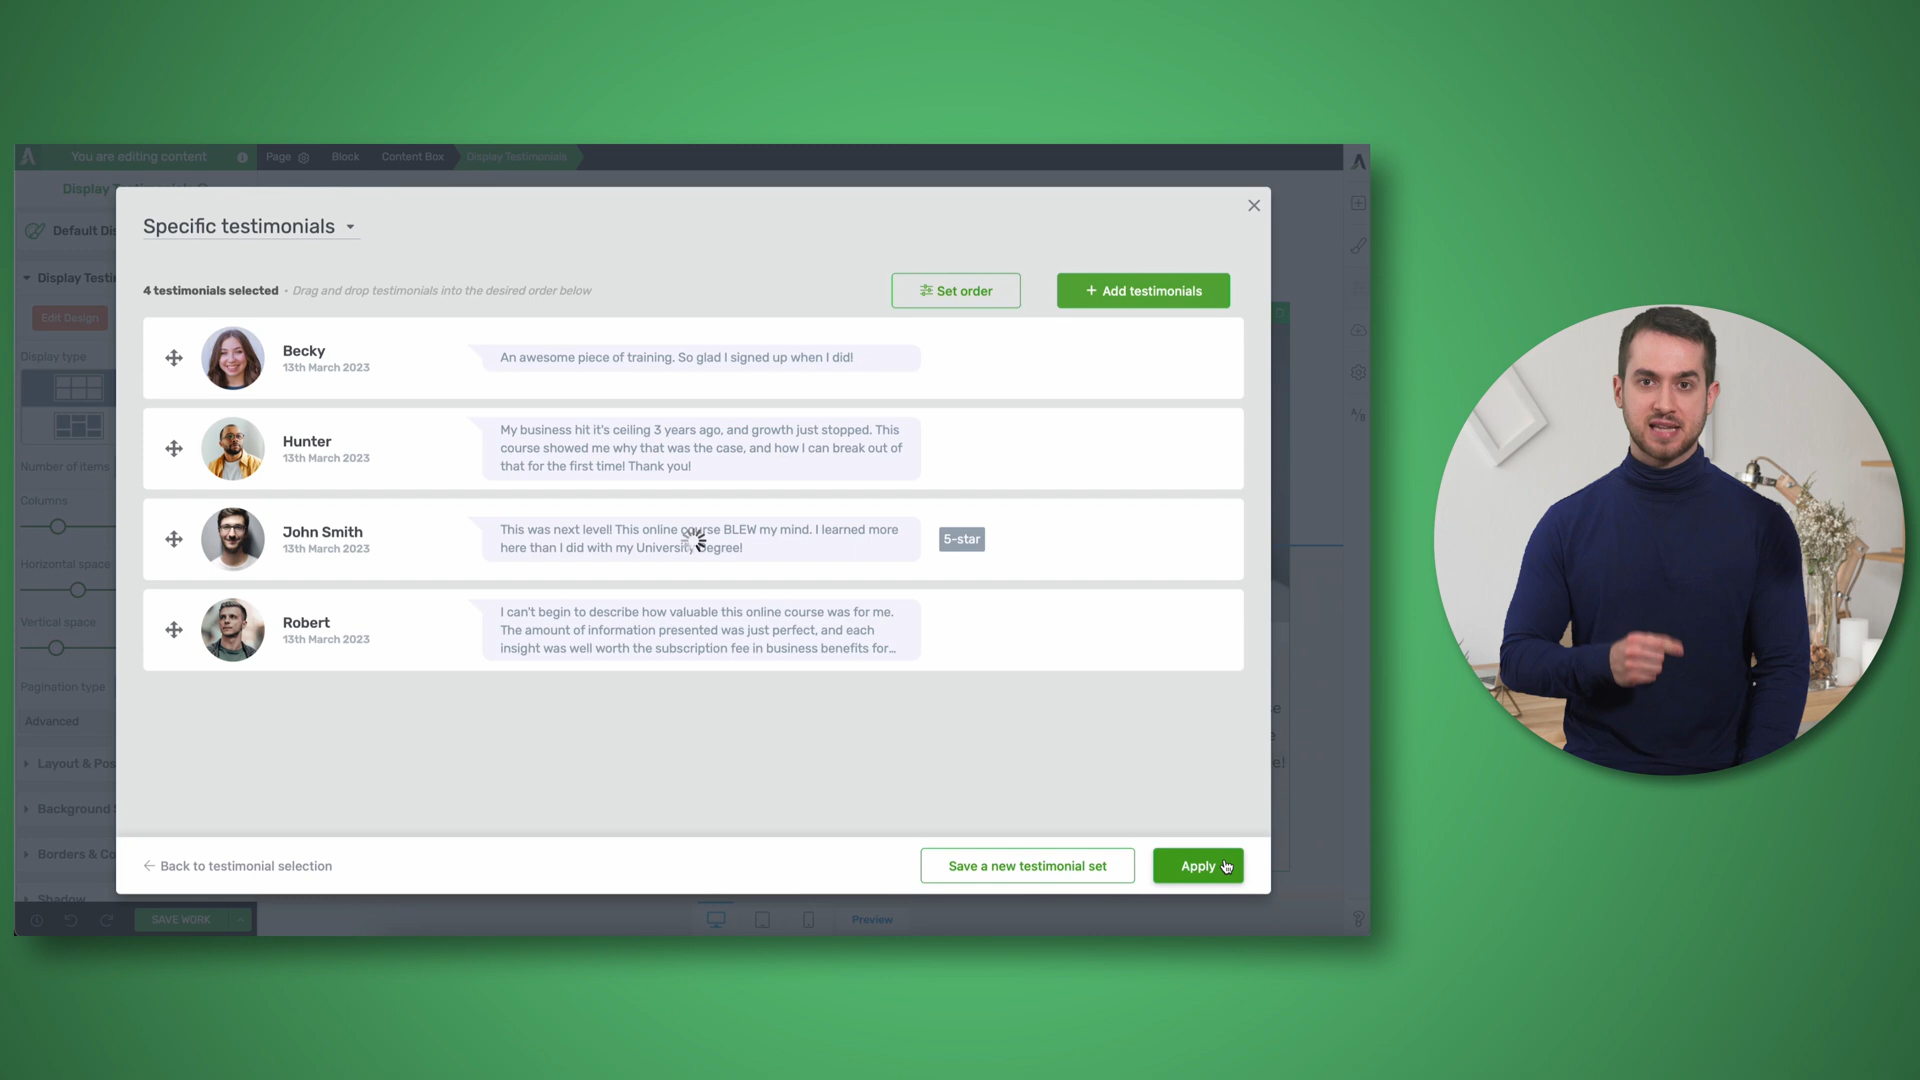 You are editing content
Page
Block
Content Box
Display Testimonials
Display
Specific testimonials
Default Dis
4 testimonials selected · Drag and drop testimonials into the desired order below
Set order
+ Add testimonials
Display Testi
Edit Design
Becky
13th March 2023
An awesome piece of training. So glad I signed up when I did!
Display type
Hunter
13th March 2023
My business hit it's ceiling 3 years ago, and growth just stopped. This
course showed me why that was the case, and how I can break out of
that for the first time! Thank you!
A/B
Number of items
Columns
John Smith
13th March 2023
This was next level! This online course BLEW my mind. I learned more
here than I did with my University degree!
5-star
Horizontal space
Vertical space
Robert
13th March 2023
I can't begin to describe how valuable this online course was for me.
The amount of information presented was just perfect, and each
insight was well worth the subscription fee in business benefits for...
Pagination type
Advanced
Layout & Pos
Background
Borders & Co
e!
Back to testimonial selection
Save a new testimonial set
Apply
Shadow
SAVE WORK
Preview